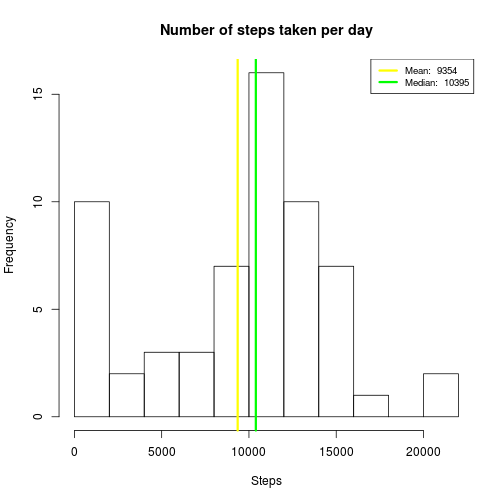 Number of steps taken per day
Mean:  9354
Median:  10395
Frequency
15
10
5
0
0 5000 10000 15000 20000
Steps